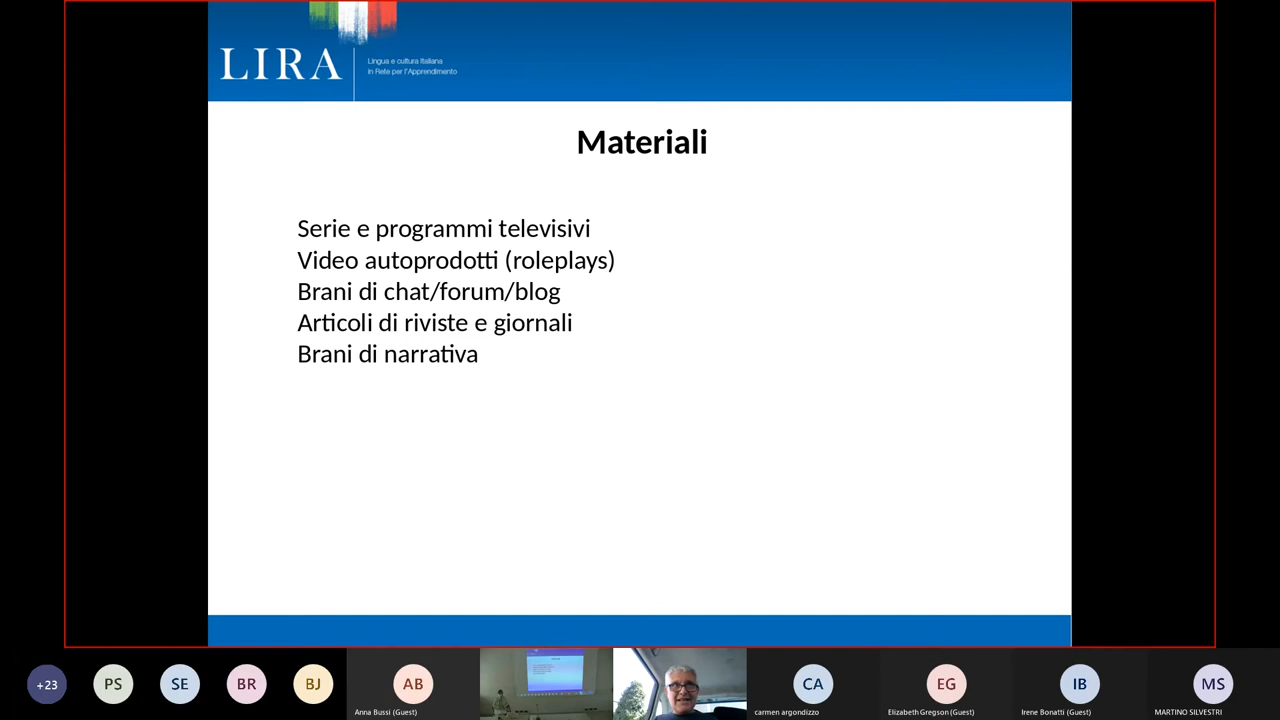 LIRA
Lingua e cultura Italiana
in Rete per l'Apprendimento
Materiali
Serie e programmi televisivi
Video autoprodotti (roleplays)
Brani di chat/forum/blog
Articoli di riviste e giornali
Brani di narrativa
+23
PS
SE
BR
BJ
AB
Anna Bussi (Guest)
CA
carmen argondizzo
EG
Elizabeth Gregson (Guest)
IB
Irene Bonatti (Guest)
MS
MARTINO SILVESTRI